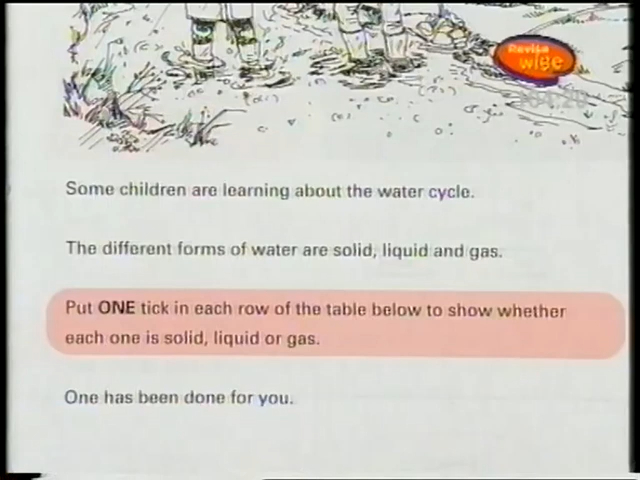 Revise
wise
04:20
Some children are learning about the water cycle.
The different forms of water are solid, liquid and gas.
Put ONE tick in each row of the table below to show whether
each one is solid, liquid or gas.
One has been done for you.